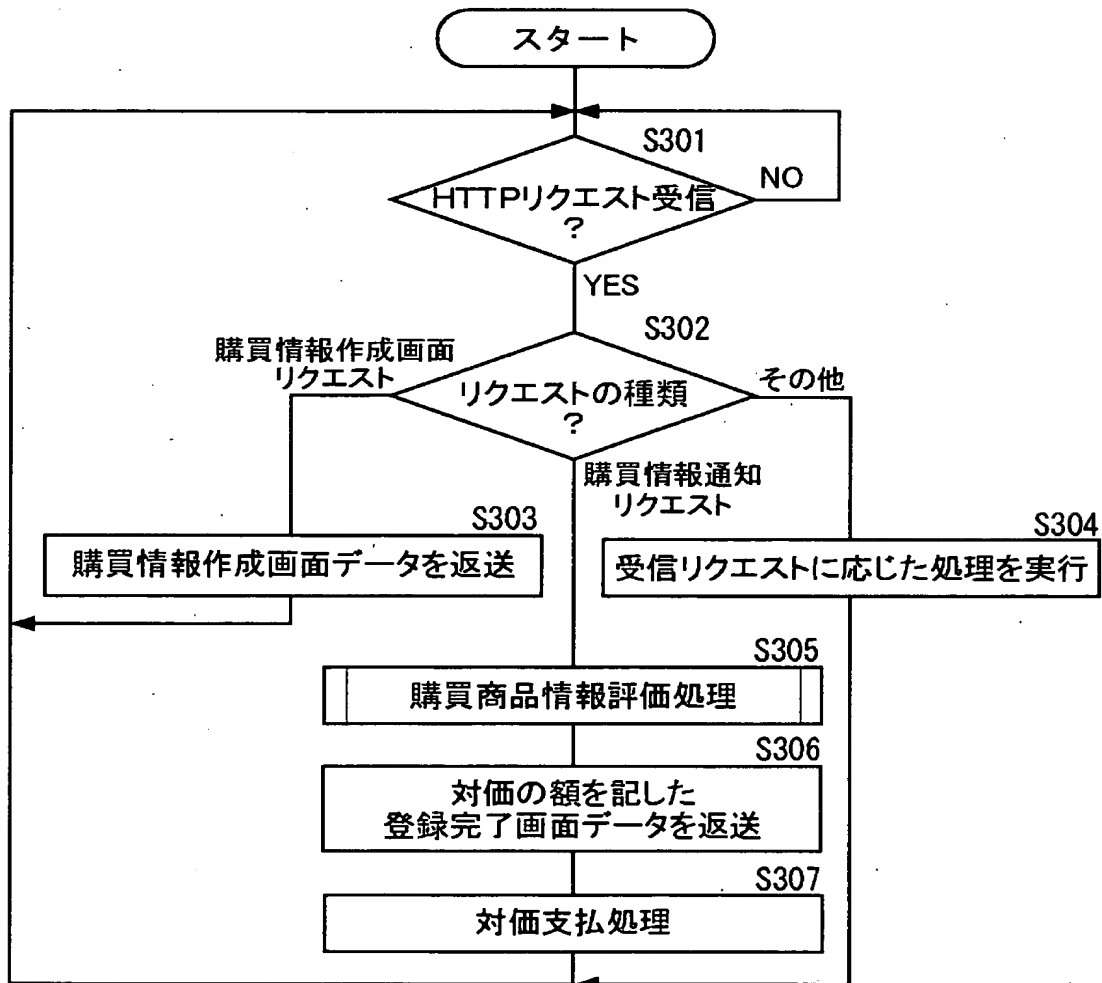 スタート
S301
HTTPリクエスト受信
?
NO
YES
S302
購買情報作成画面
リクエスト
リクエストの種類
?
その他
購買情報通知
リクエスト
S303
購買情報作成画面データを返送
S304
受信リクエストに応じた処理を実行
S305
購買商品情報評価処理
S306
対価の額を記した
登録完了画面データを返送
S307
対価支払処理